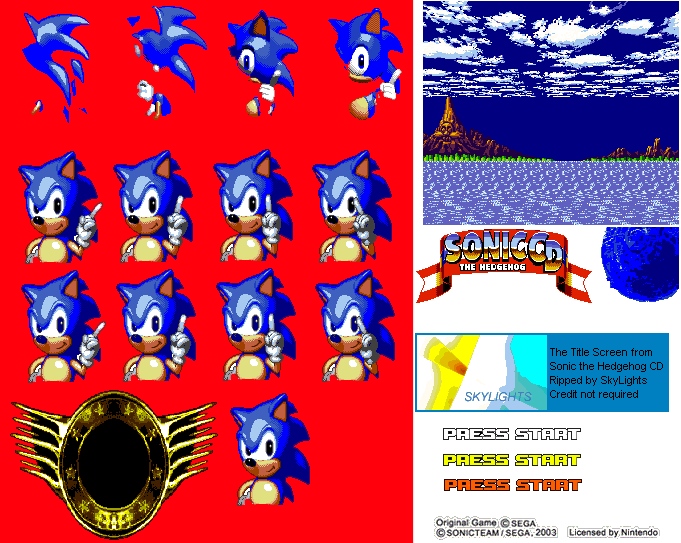 SONIC CD
THE HEDGEHOG
The Title Screen from
Sonic the Hedgehog CD
Ripped by SkyLights
Credit not required
SKYLIGHTS
PRESS START
PRESS START
PRESS START
Original Game © SEGA
© SONICTEAM / SEGA, 2003
Licensed by Nintendo